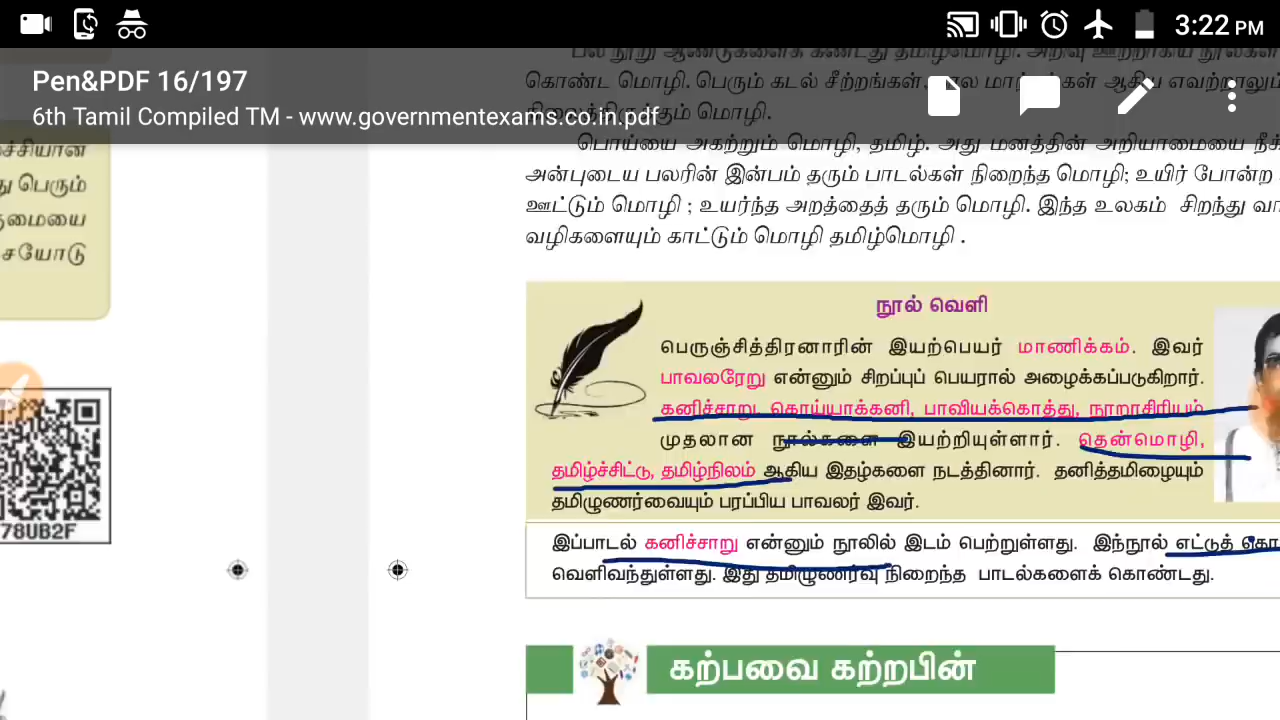 3:22 PM
Pen&PDF 16/197
6th Tamil Compiled TM - www.governmentexams.co.in.pdf
கொண்ட மொழி. பெரும் கடல் சீற்றங்கள், கால மாற்றங்கள் ஆகிய எவற்றாலும்
நிலைத்திருக்கும் மொழி.
பொய்யை அகற்றும் மொழி, தமிழ். அது மனத்தின் அறியாமையை நீக்
அன்புடைய பலரின் இன்பம் தரும் பாடல்கள் நிறைந்த மொழி; உயிர் போன்ற
ஊட்டும் மொழி ; உயர்ந்த அறத்தைத் தரும் மொழி. இந்த உலகம் சிறந்து வா
வழிகளையும் காட்டும் மொழி தமிழ்மொழி .
ச்சியான
து பெரும்
ருமையை
சையோடு
78UB2F
நூல் வெளி
பெருஞ்சித்திரனாரின் இயற்பெயர் மாணிக்கம். இவர்
பாவலரேறு என்னும் சிறப்புப் பெயரால் அழைக்கப்படுகிறார்.
கனிச்சாறு, கொய்யாக்கனி, பாவியக்கொத்து, நூறாசிரியம்
முதலான நூல்களை இயற்றியுள்ளார். தென்மொழி,
தமிழ்ச்சிட்டு, தமிழ்நிலம் ஆகிய இதழ்களை நடத்தினார். தனித்தமிழையும்
தமிழுணர்வையும் பரப்பிய பாவலர் இவர்.
இப்பாடல் கனிச்சாறு என்னும் நூலில் இடம் பெற்றுள்ளது. இந்நூல் எட்டுத் தொ
வெளிவந்துள்ளது. இது தமிழுணர்வு நிறைந்த பாடல்களைக் கொண்டது.
கற்பவை கற்றபின்